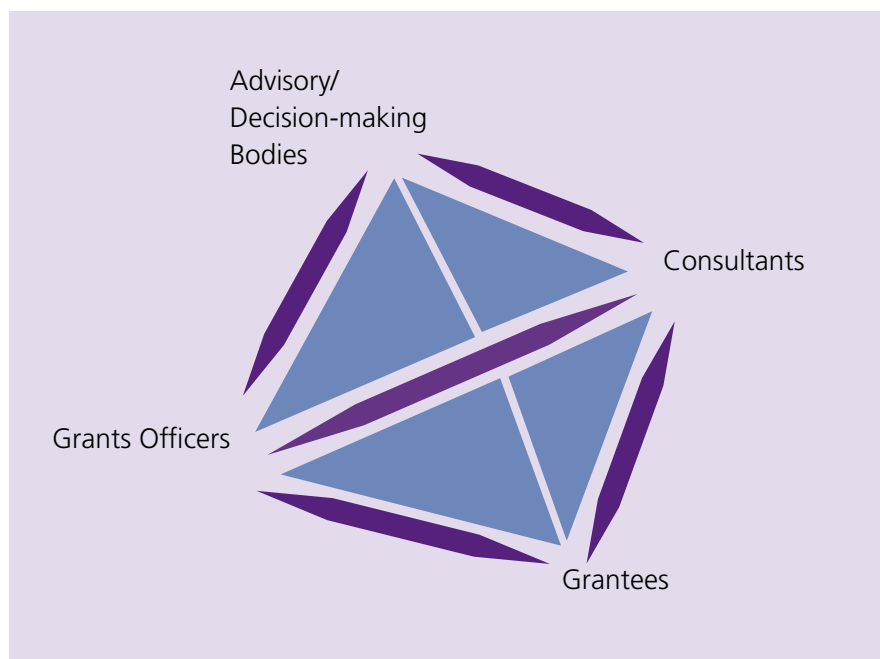 Advisory/
Decision-making
Bodies
Consultants
Grants Officers
Grantees